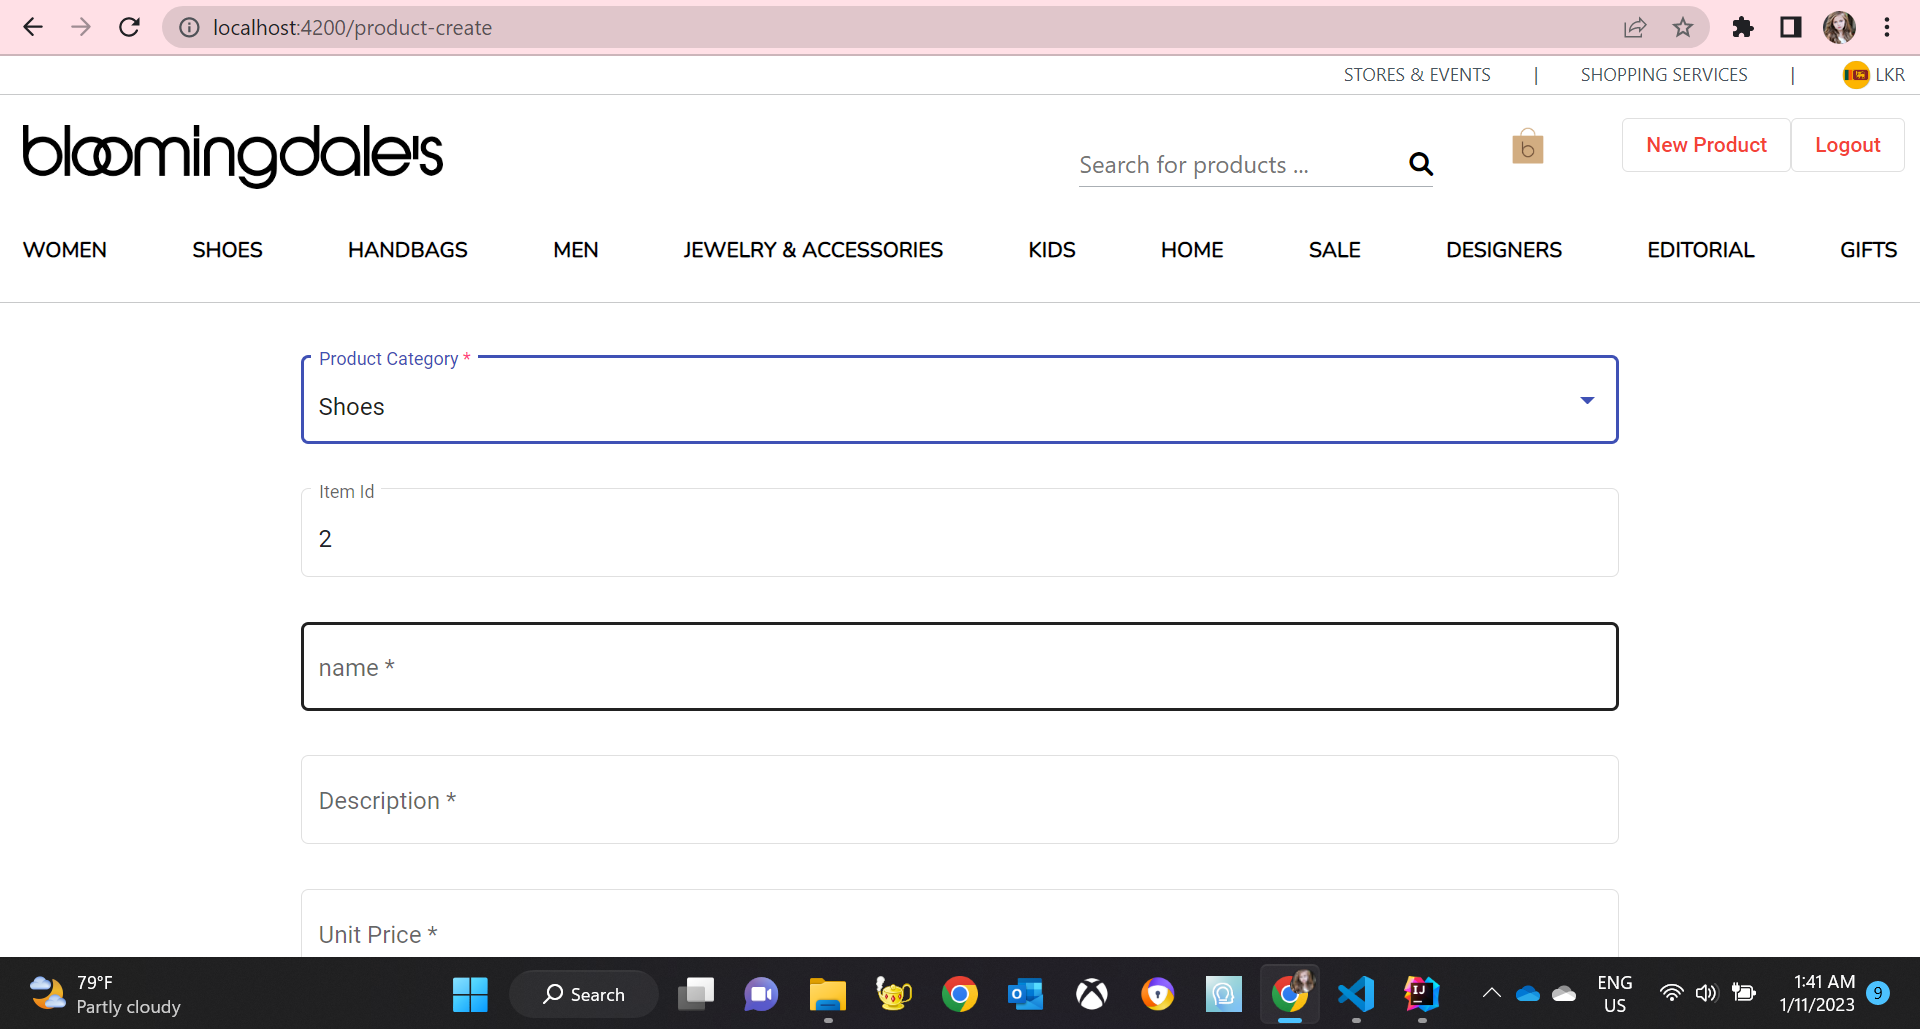 localhost:4200/product-create
STORES & EVENTS | SHOPPING SERVICES | LKR
bloomingdale's
Search for products ...
b
New Product
Logout
WOMEN SHOES HANDBAGS MEN JEWELRY & ACCESSORIES KIDS HOME SALE DESIGNERS EDITORIAL GIFTS
Product Category *
Shoes
Item Id
2
name *
Description *
Unit Price *
79°F
Partly cloudy
Search
IJ
ENG
US
1:41 AM
1/11/2023
9